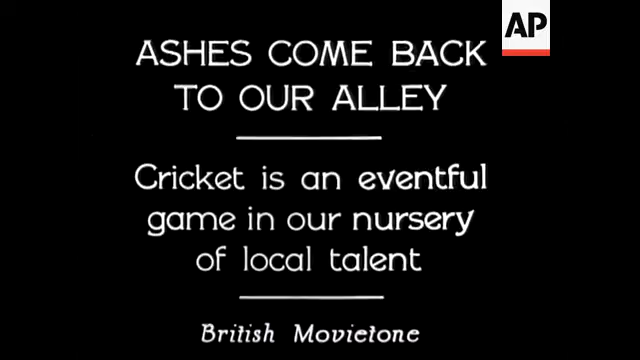 AP
ASHES COME BACK
TO OUR ALLEY
Cricket is an eventful
game in our nursery
of local talent
British Movietone